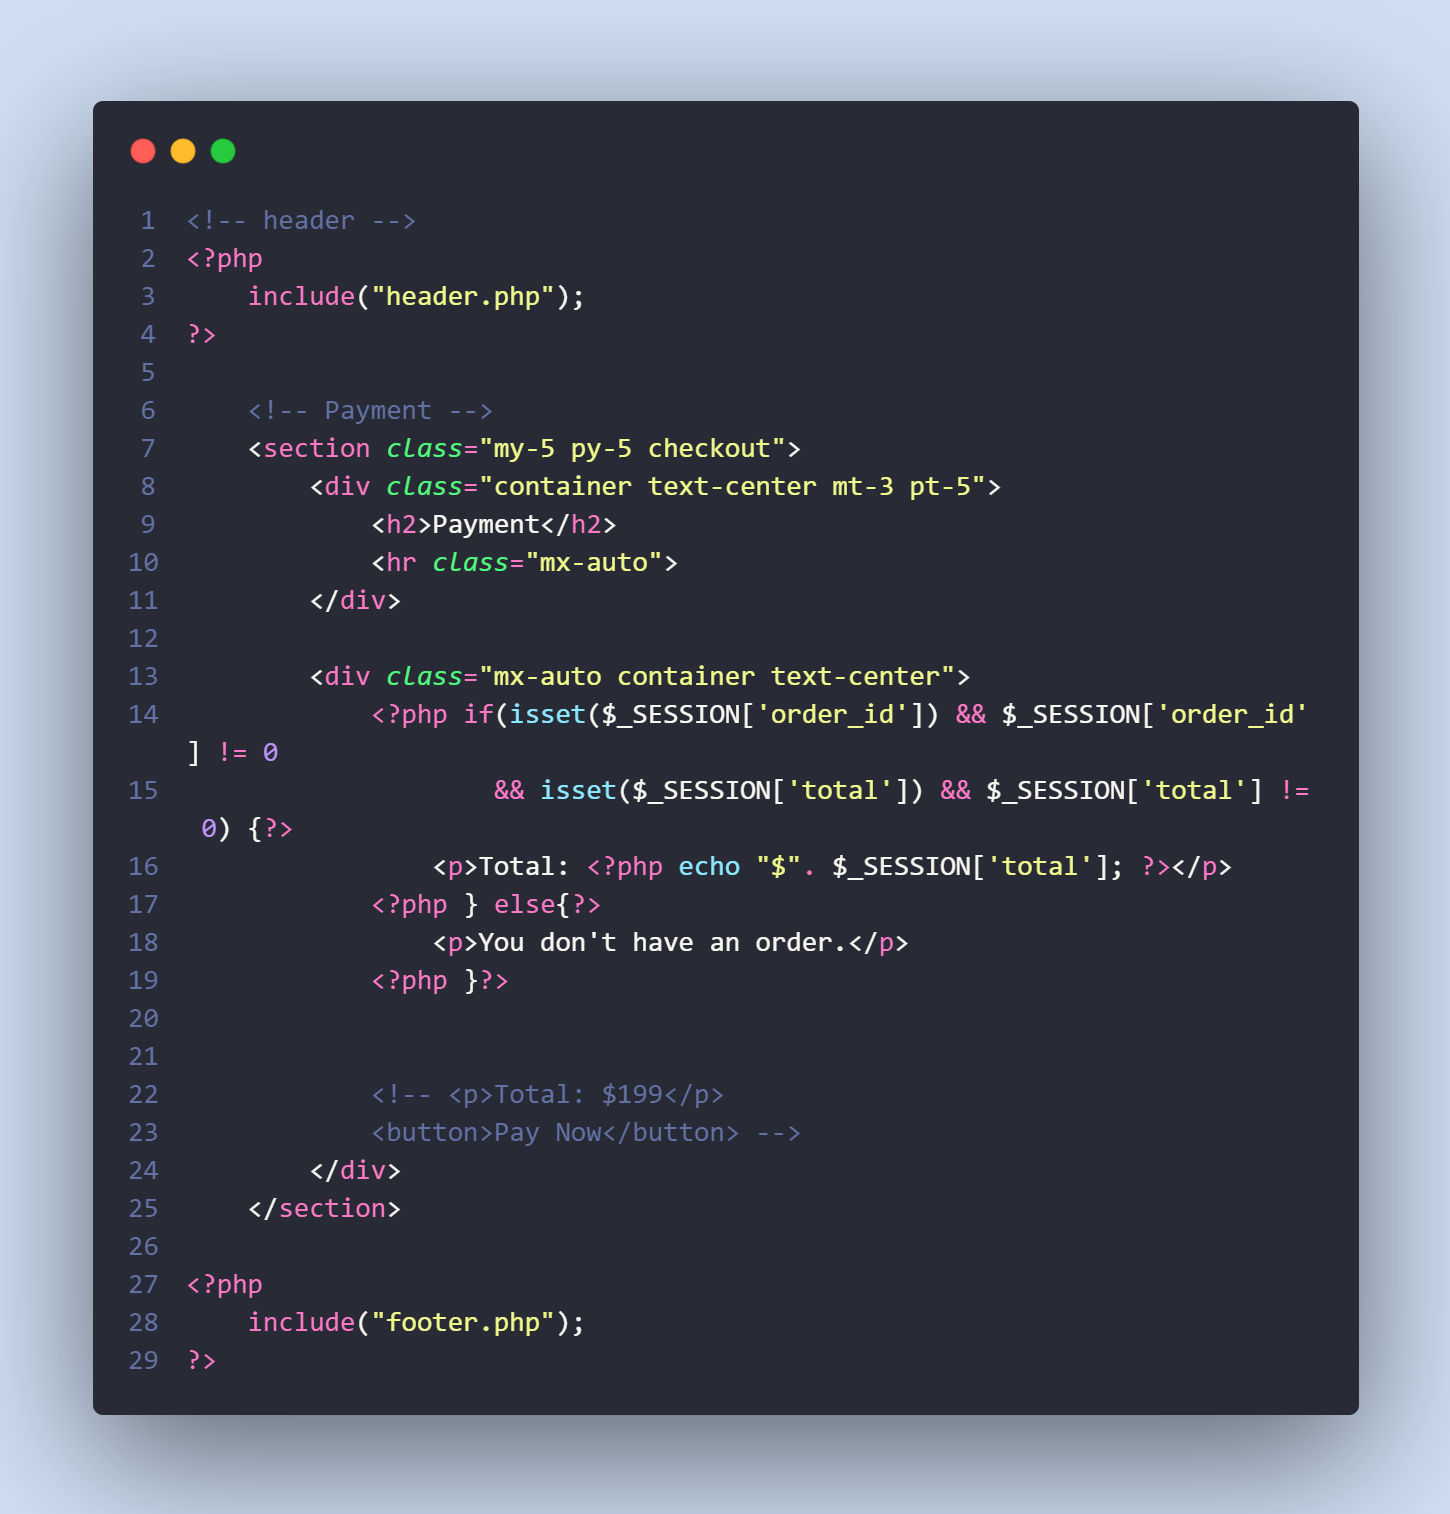 1 <!-- header -->
2 <?php
3     include("header.php");
4 ?>
5
6     <!-- Payment -->
7     <section class="my-5 py-5 checkout">
8         <div class="container text-center mt-3 pt-5">
9             <h2>Payment</h2>
10             <hr class="mx-auto">
11         </div>
12
13         <div class="mx-auto container text-center">
14             <?php if(isset($_SESSION['order_id']) && $_SESSION['order_id'
] != 0
15                     && isset($_SESSION['total']) && $_SESSION['total'] !=
 0) {?>
16                 <p>Total: <?php echo "$". $_SESSION['total']; ?></p>
17             <?php } else{?>
18                 <p>You don't have an order.</p>
19             <?php }?>
20
21
22             <!-- <p>Total: $199</p>
23             <button>Pay Now</button> -->
24         </div>
25     </section>
26
27 <?php
28     include("footer.php");
29 ?>